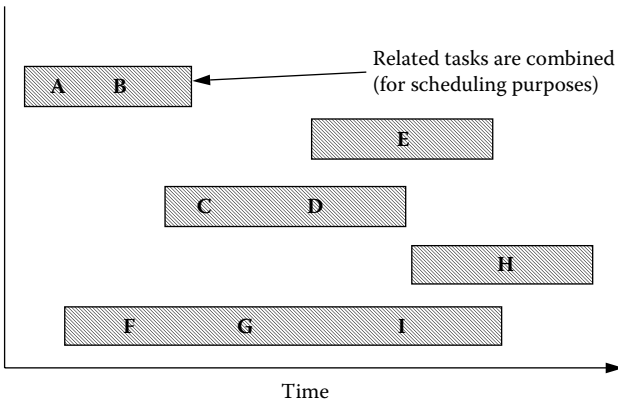 Related tasks are combined
(for scheduling purposes)
A B
E
C D
H
F G I
Time